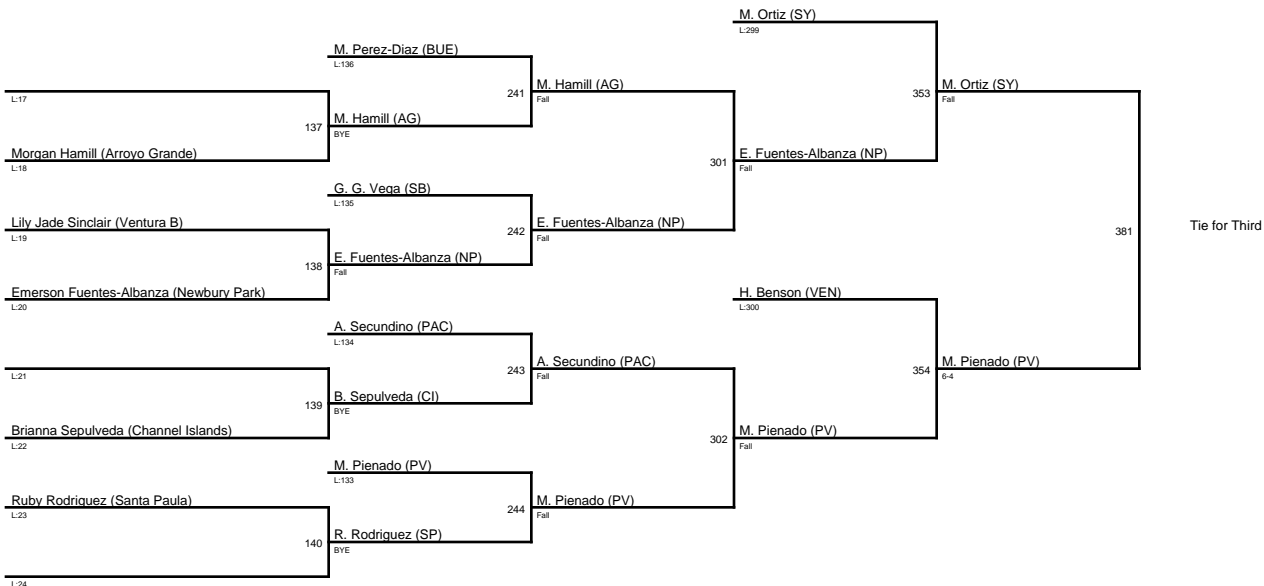 M. Ortiz (SY)
L:299
M. Perez-Diaz (BUE)
L:136
L:17
241
M. Hamill (AG)
Fall
353
M. Ortiz (SY)
Fall
137
M. Hamill (AG)
BYE
Morgan Hamill (Arroyo Grande)
L:18
301
E. Fuentes-Albanza (NP)
Fall
G. G. Vega (SB)
L:135
Lily Jade Sinclair (Ventura B)
L:19
242
E. Fuentes-Albanza (NP)
Fall
381
Tie for Third
138
E. Fuentes-Albanza (NP)
Fall
Emerson Fuentes-Albanza (Newbury Park)
L:20
H. Benson (VEN)
L:300
A. Secundino (PAC)
L:134
L:21
243
A. Secundino (PAC)
Fall
354
M. Pienado (PV)
6-4
139
B. Sepulveda (CI)
BYE
Brianna Sepulveda (Channel Islands)
L:22
302
M. Pienado (PV)
Fall
M. Pienado (PV)
L:133
Ruby Rodriguez (Santa Paula)
L:23
244
M. Pienado (PV)
Fall
140
R. Rodriguez (SP)
BYE
L:24